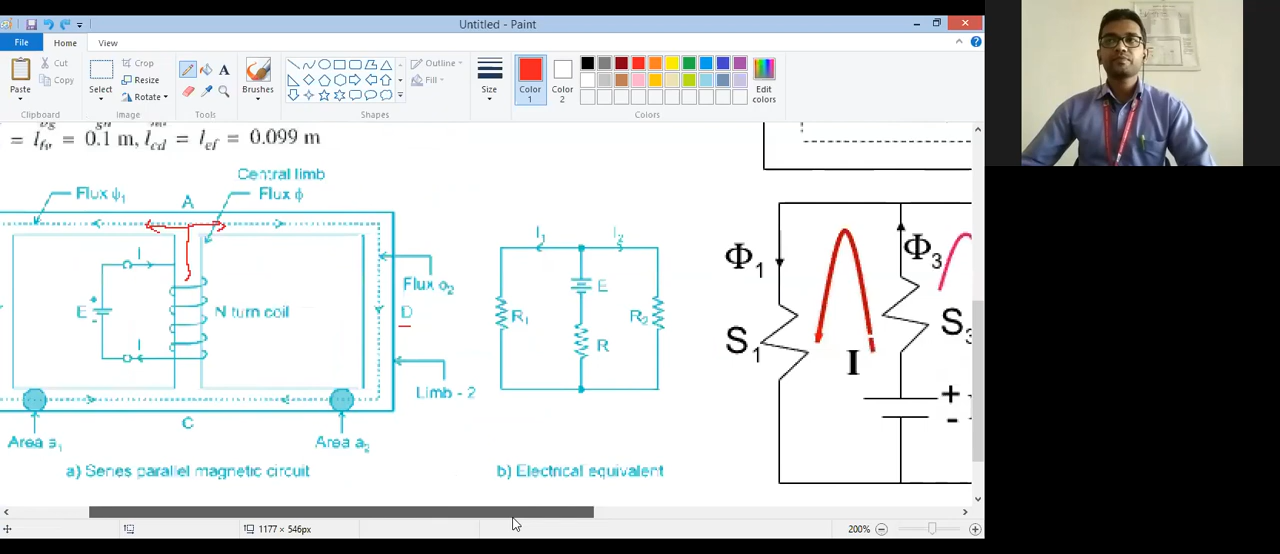 Untitled - Paint
File
Home
View
Paste
Cut
Copy
Clipboard
Select
Crop
Resize
Rotate
Image
A
Tools
Brushes
Shapes
Outline
Fill
Size
Color 1
Color 2
Edit colors
Colors
= 0.1 m, lcd = lef = 0.099 m
Central limb
Flux ψ1
A
Flux ϕ
I
E
+
-
I
N turn coil
Flux ϕ2
D
Limb - 2
C
Area a1
Area a2
a) Series parallel magnetic circuit
I1
I2
E
R1
R
R2
b) Electrical equivalent
Φ1
Φ3
S1
S3
I
+
-
1177 × 546px
200%